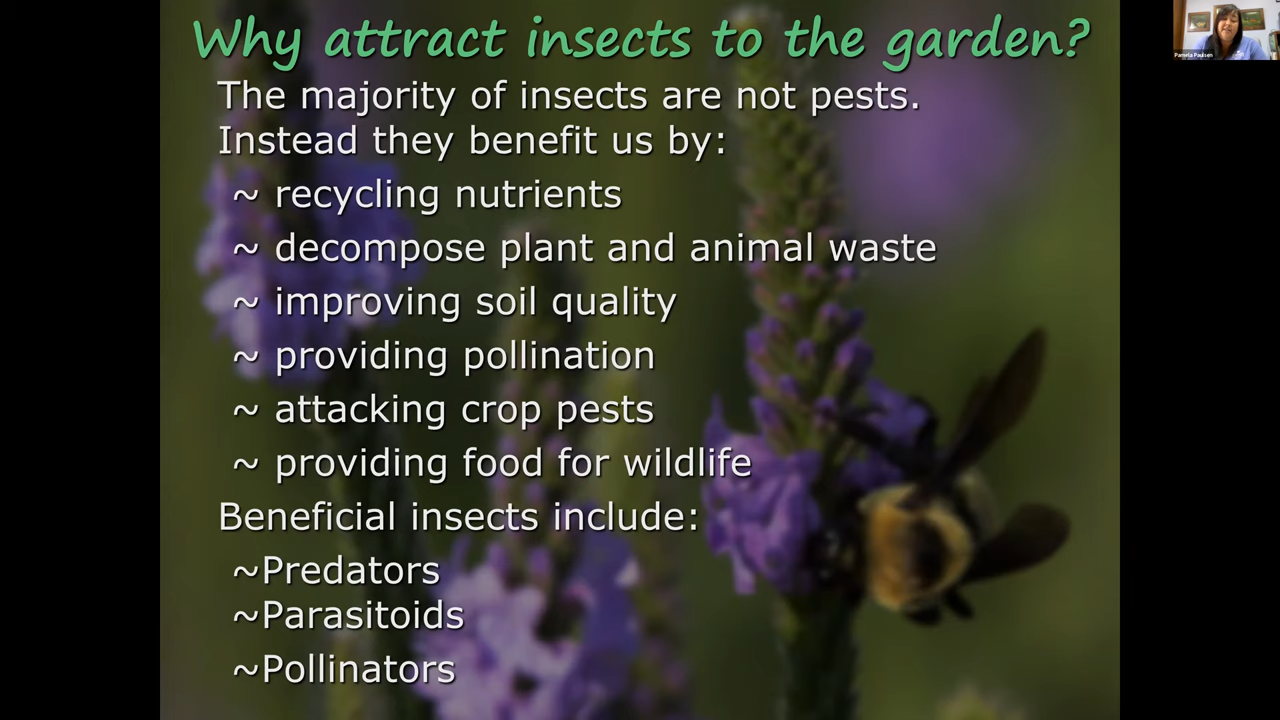 Why attract insects to the garden?
The majority of insects are not pests.
Instead they benefit us by:
~ recycling nutrients
~ decompose plant and animal waste
~ improving soil quality
~ providing pollination
~ attacking crop pests
~ providing food for wildlife
Beneficial insects include:
~Predators
~Parasitoids
~Pollinators
Pamela Paulsen